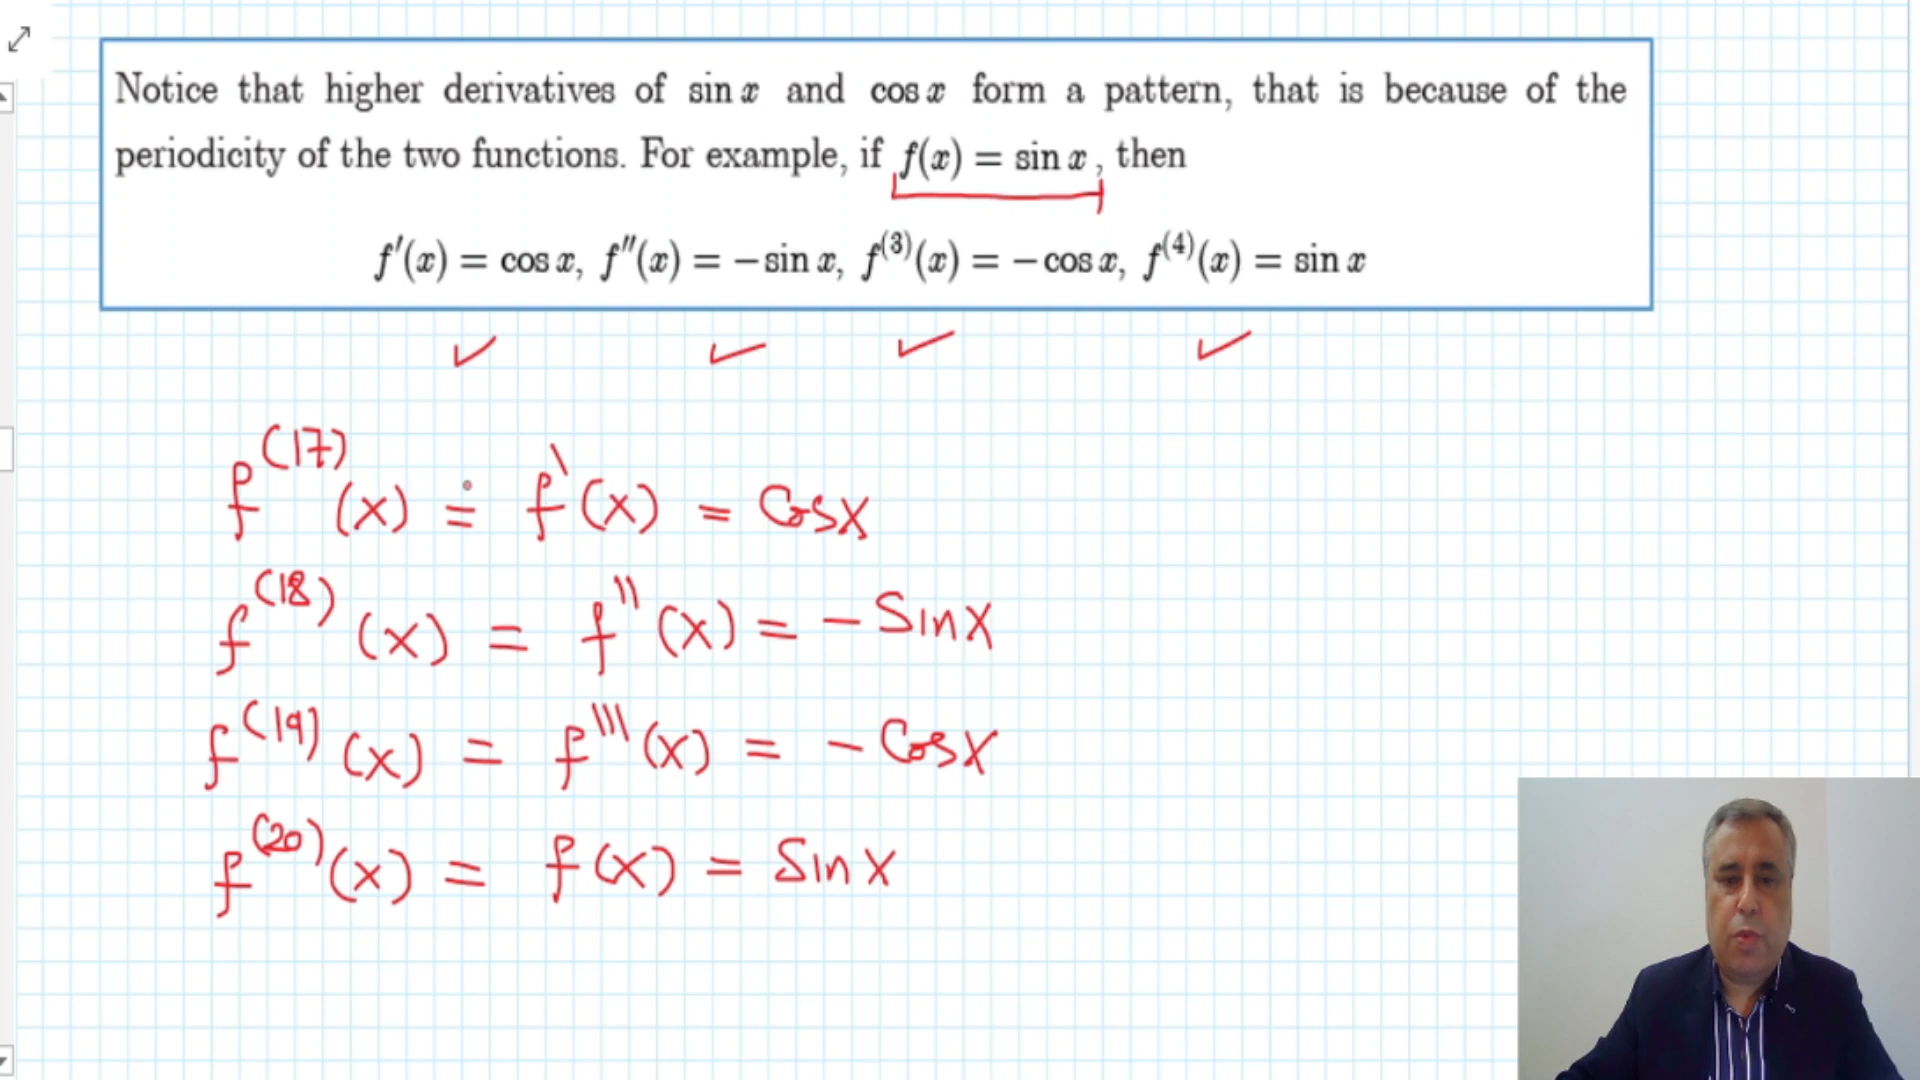 Notice that higher derivatives of sin x and cos x form a pattern, that is because of the
periodicity of the two functions. For example, if f(x) = sin x, then
f′(x) = cos x, f″(x) = −sin x, f⁽³⁾(x) = −cos x, f⁽⁴⁾(x) = sin x
f⁽¹⁷⁾(x) = f′(x) = Cosx
f⁽¹⁸⁾(x) = f″(x) = − Sinx
f⁽¹⁹⁾(x) = f‴(x) = − Cosx
f⁽²⁰⁾(x) = f(x) = Sin x